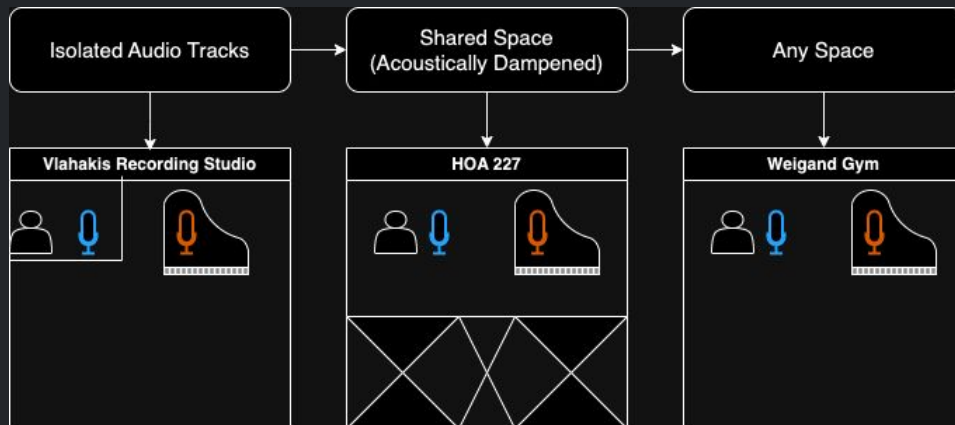 Isolated Audio Tracks
Shared Space
(Acoustically Dampened)
Any Space
Vlahakis Recording Studio
HOA 227
Weigand Gym